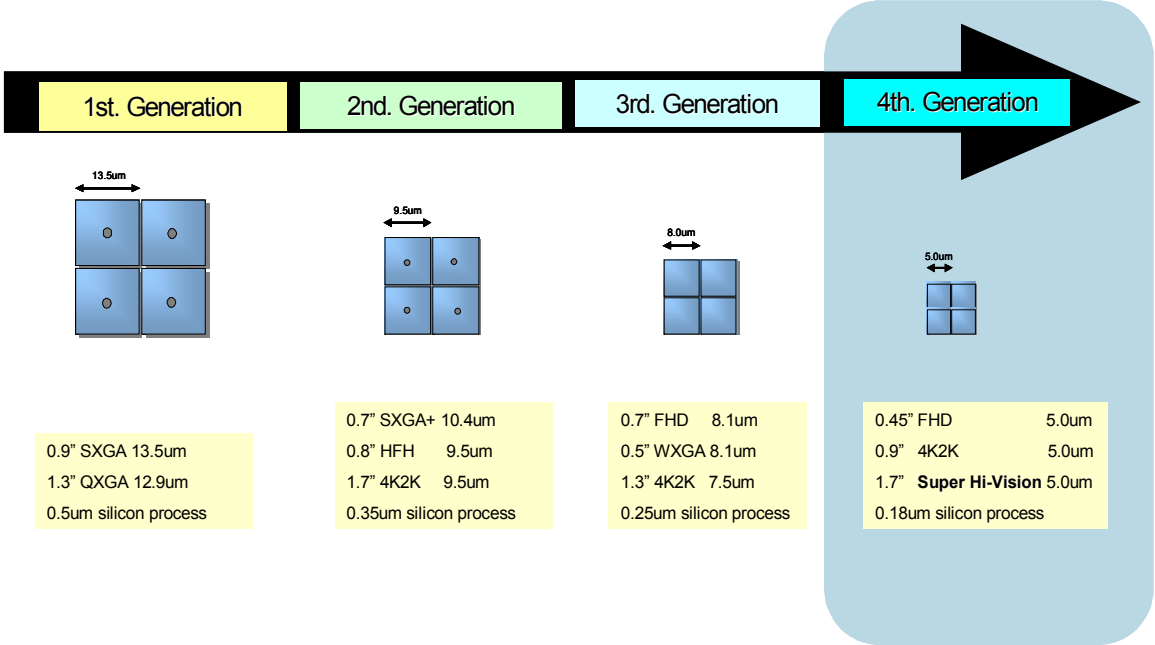 1st. Generation
2nd. Generation
3rd. Generation
4th. Generation
13.5um
9.5um
8.0um
5.0um
0.9” SXGA 13.5um
1.3” QXGA 12.9um
0.5um silicon process
0.7” SXGA+ 10.4um
0.8” HFH 9.5um
1.7” 4K2K 9.5um
0.35um silicon process
0.7” FHD 8.1um
0.5” WXGA 8.1um
1.3” 4K2K 7.5um
0.25um silicon process
0.45” FHD 5.0um
0.9” 4K2K 5.0um
1.7” Super Hi-Vision 5.0um
0.18um silicon process